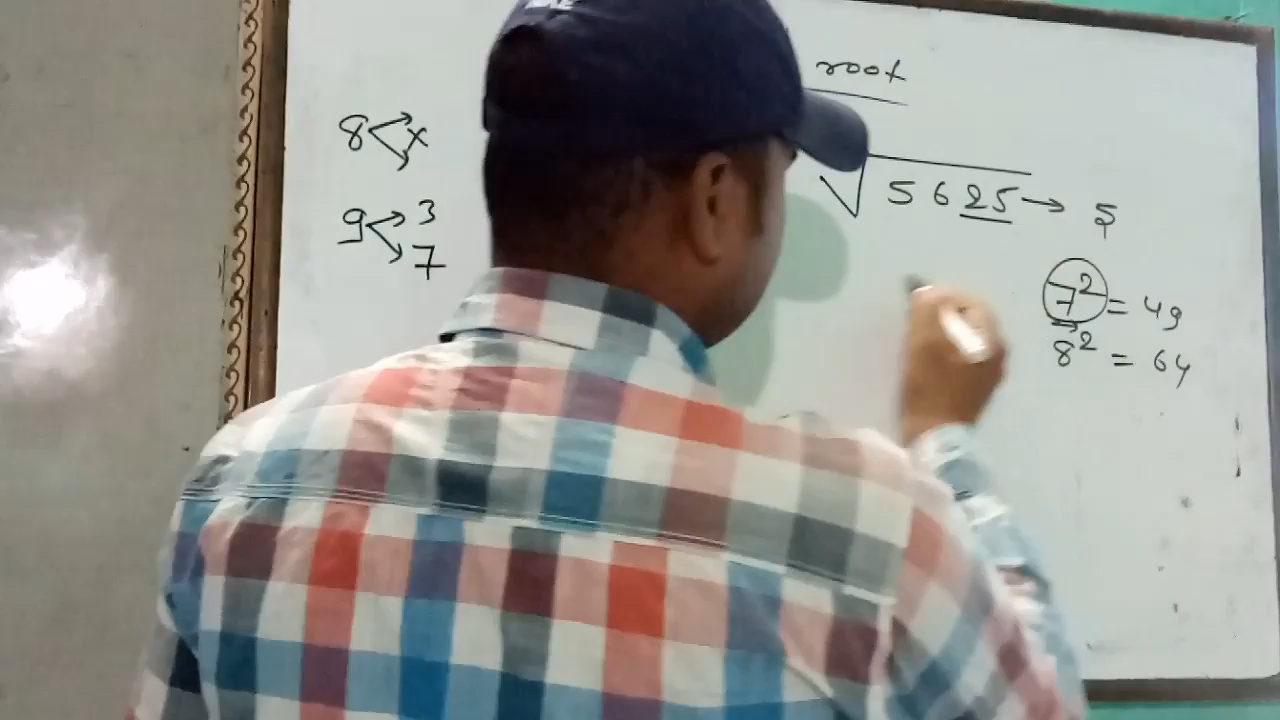 root
8 < x
9 < 3
7
√5625 → 5
7² = 49
8² = 64